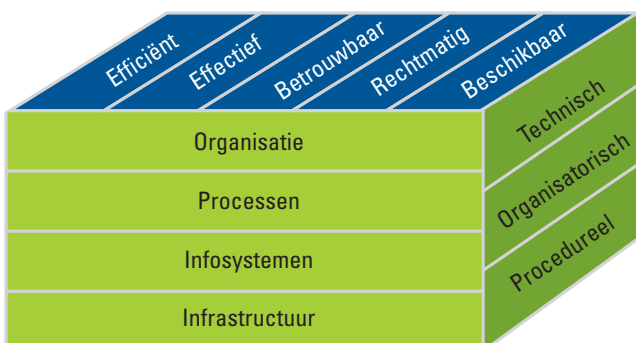 Efficiënt
Effectief
Betrouwbaar
Rechtmatig
Beschikbaar
Organisatie
Processen
Infosystemen
Infrastructuur
Technisch
Organisatorisch
Procedureel